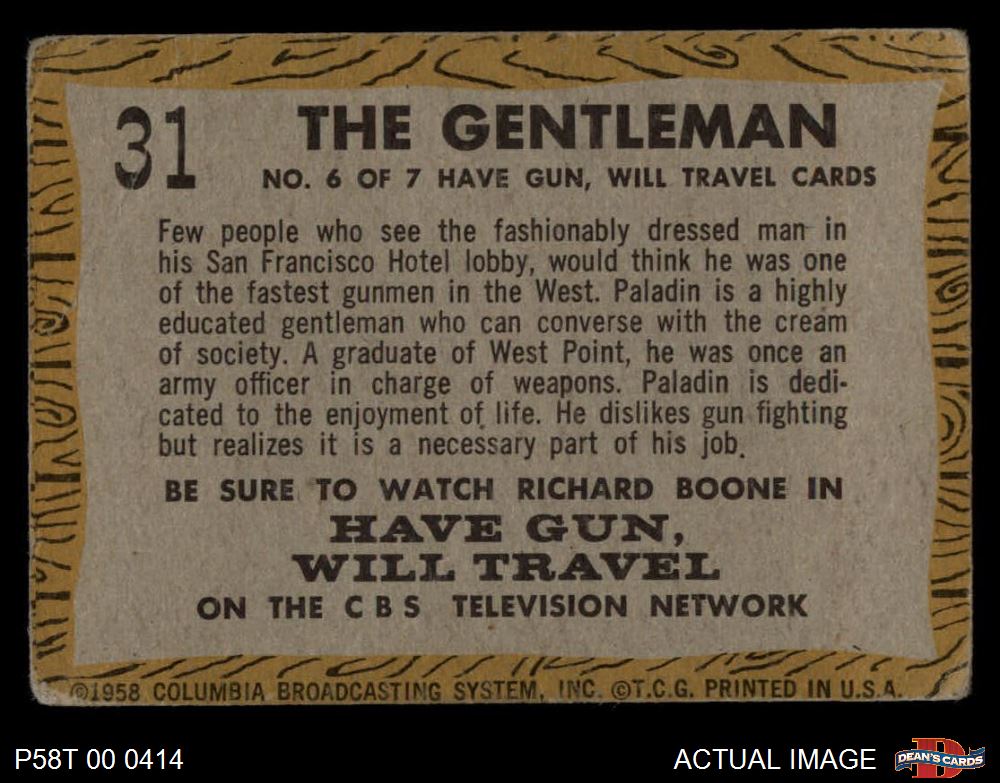 31
THE GENTLEMAN
NO. 6 OF 7 HAVE GUN, WILL TRAVEL CARDS
Few people who see the fashionably dressed man in
his San Francisco Hotel lobby, would think he was one
of the fastest gunmen in the West. Paladin is a highly
educated gentleman who can converse with the cream
of society. A graduate of West Point, he was once an
army officer in charge of weapons. Paladin is dedi-
cated to the enjoyment of life. He dislikes gun fighting
but realizes it is a necessary part of his job.
BE SURE TO WATCH RICHARD BOONE IN
HAVE GUN,
WILL TRAVEL
ON THE CBS TELEVISION NETWORK
©1958 COLUMBIA BROADCASTING SYSTEM, INC. ©T.C.G. PRINTED IN U.S.A.
P58T 00 0414
ACTUAL IMAGE
D
DEAN'S CARDS